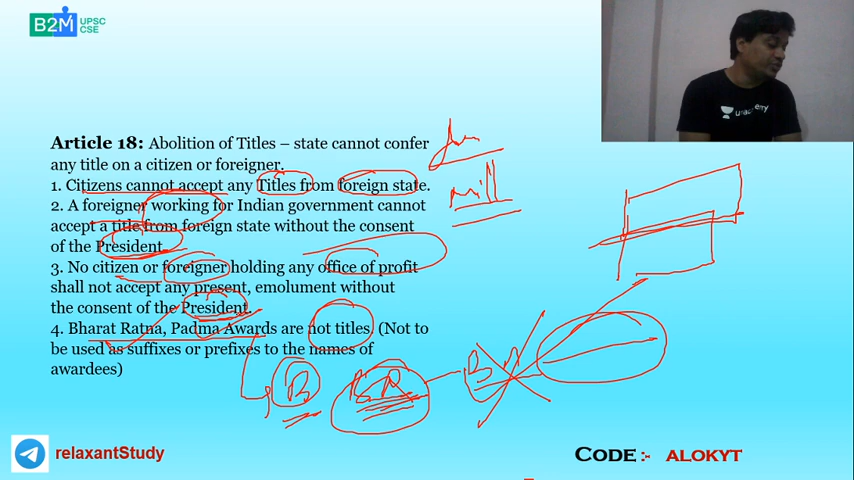 B2M UPSC
CSE
unacademy
Article 18: Abolition of Titles – state cannot confer
any title on a citizen or foreigner.
1. Citizens cannot accept any Titles from foreign state.
2. A foreigner working for Indian government cannot
accept a title from foreign state without the consent
of the President.
3. No citizen or foreigner holding any office of profit
shall not accept any present, emolument without
the consent of the President.
4. Bharat Ratna, Padma Awards are not titles. (Not to
be used as suffixes or prefixes to the names of
awardees)
mill
B BR
relaxantStudy
CODE :- ALOKYT